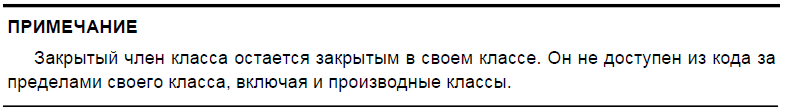 ПРИМЕЧАНИЕ
Закрытый член класса остается закрытым в своем классе. Он не доступен из кода за
пределами своего класса, включая и производные классы.